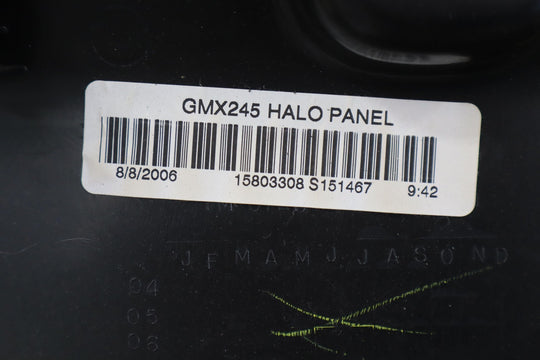 GMX245 HALO PANEL
8/8/2006 15803308 S151467 9:42
J F M A M J J A S O N D
04
05
06